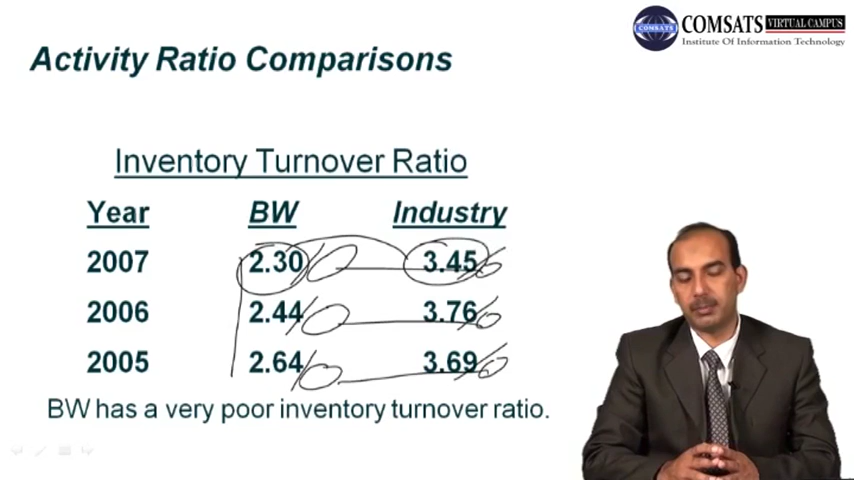 COMSATS
COMSATS VIRTUAL CAMPUS
Institute Of Information Technology
Activity Ratio Comparisons
Inventory Turnover Ratio
Year BW Industry
2007 2.30 3.45
2006 2.44 3.76
2005 2.64 3.69
BW has a very poor inventory turnover ratio.